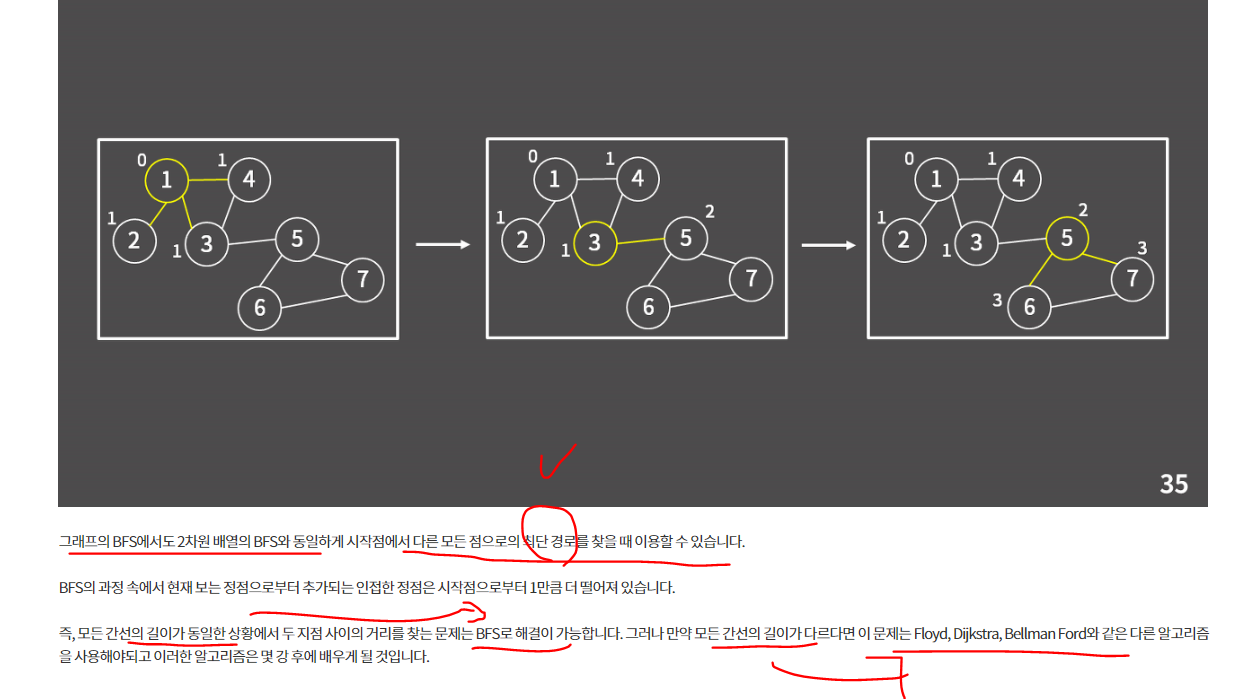 0 1 0 1 0 1
1 4 1 4 1 4
1 1 2 1 2
2 3 5 2 3 5 2 3 5
1 1 1 3
7 7 7
6 6 3 6
35
그래프의 BFS에서도 2차원 배열의 BFS와 동일하게 시작점에서 다른 모든 점으로의 최단 경로를 찾을 때 이용할 수 있습니다.
BFS의 과정 속에서 현재 보는 정점으로부터 추가되는 인접한 정점은 시작점으로부터 1만큼 더 떨어져 있습니다.
즉, 모든 간선의 길이가 동일한 상황에서 두 지점 사이의 거리를 찾는 문제는 BFS로 해결이 가능합니다. 그러나 만약 모든 간선의 길이가 다르다면 이 문제는 Floyd, Dijkstra, Bellman Ford와 같은 다른 알고리즘
을 사용해야되고 이러한 알고리즘은 몇 강 후에 배우게 될 것입니다.